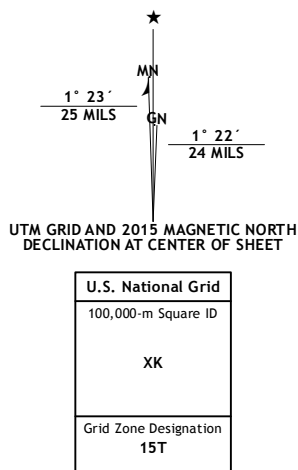 MN
1° 23´
25 MILS
GN
1° 22´
24 MILS
UTM GRID AND 2015 MAGNETIC NORTH
DECLINATION AT CENTER OF SHEET
U.S. National Grid
100,000-m Square ID
XK
Grid Zone Designation
15T